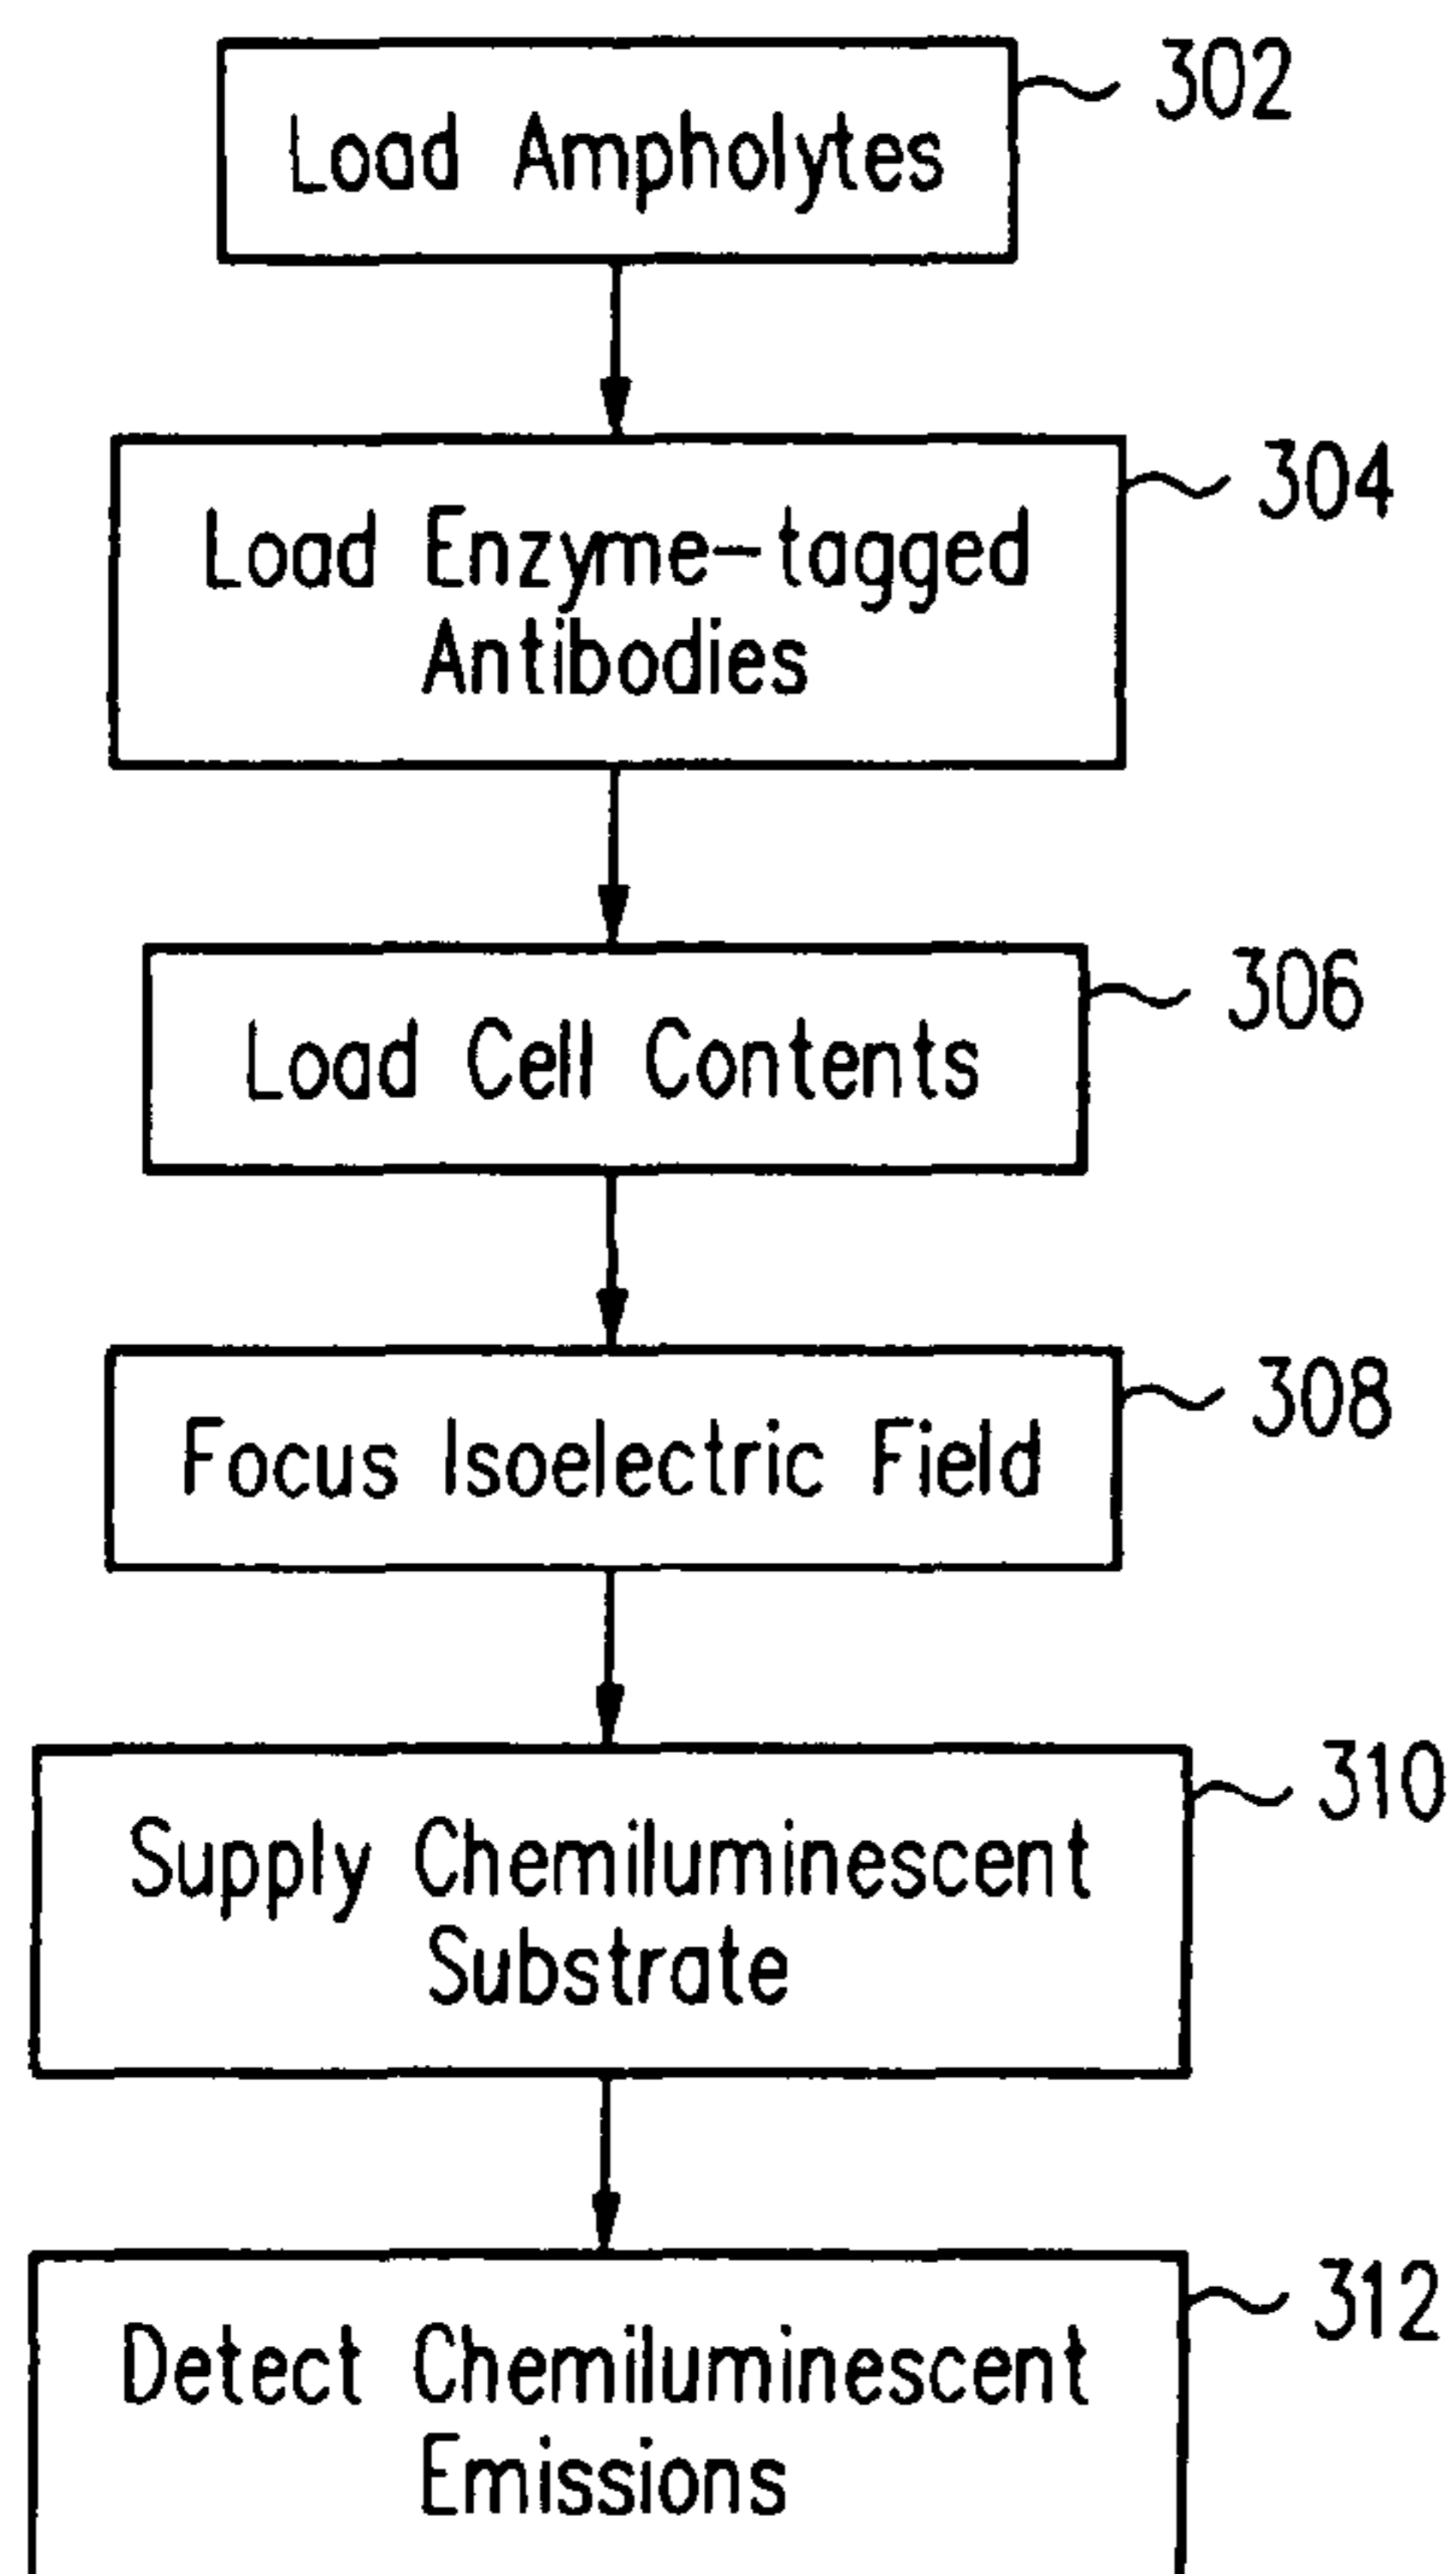 302
Load Ampholytes
304
Load Enzyme-tagged
Antibodies
306
Load Cell Contents
308
Focus Isoelectric Field
310
Supply Chemiluminescent
Substrate
312
Detect Chemiluminescent
Emissions